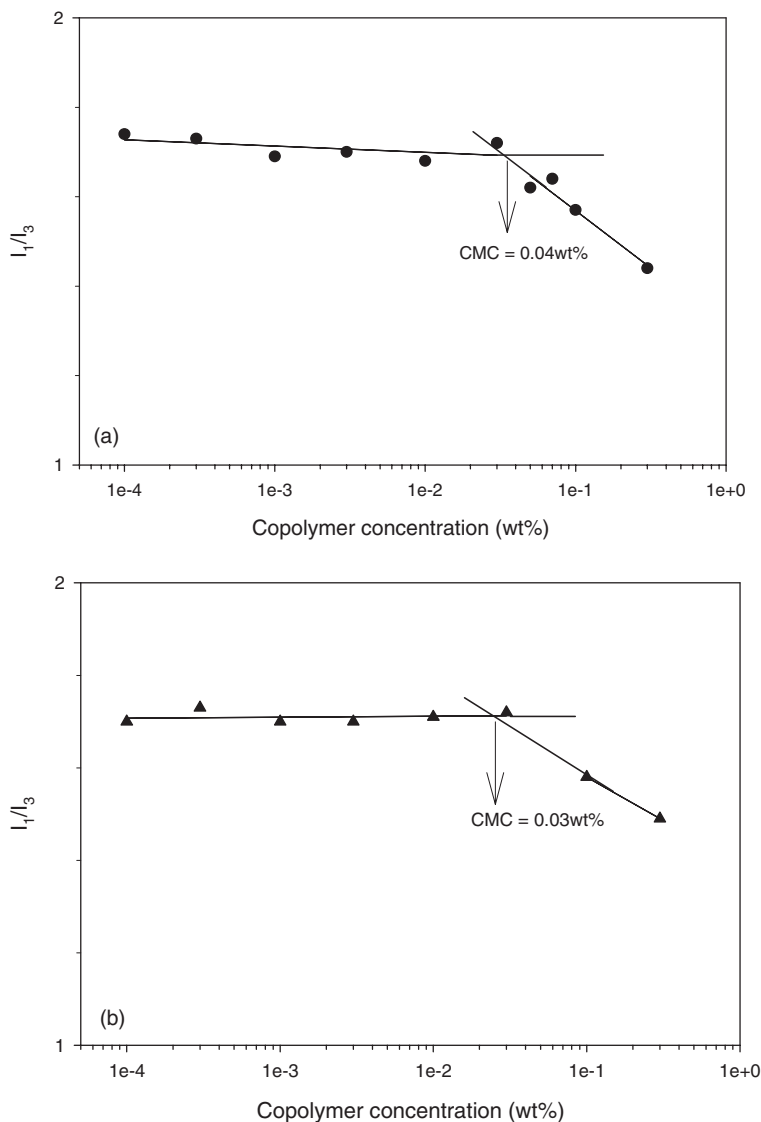 2
I₁/I₃
CMC = 0.04wt%
(a)
1
1e-4 1e-3 1e-2 1e-1 1e+0
Copolymer concentration (wt%)
2
I₁/I₃
CMC = 0.03wt%
(b)
1
1e-4 1e-3 1e-2 1e-1 1e+0
Copolymer concentration (wt%)